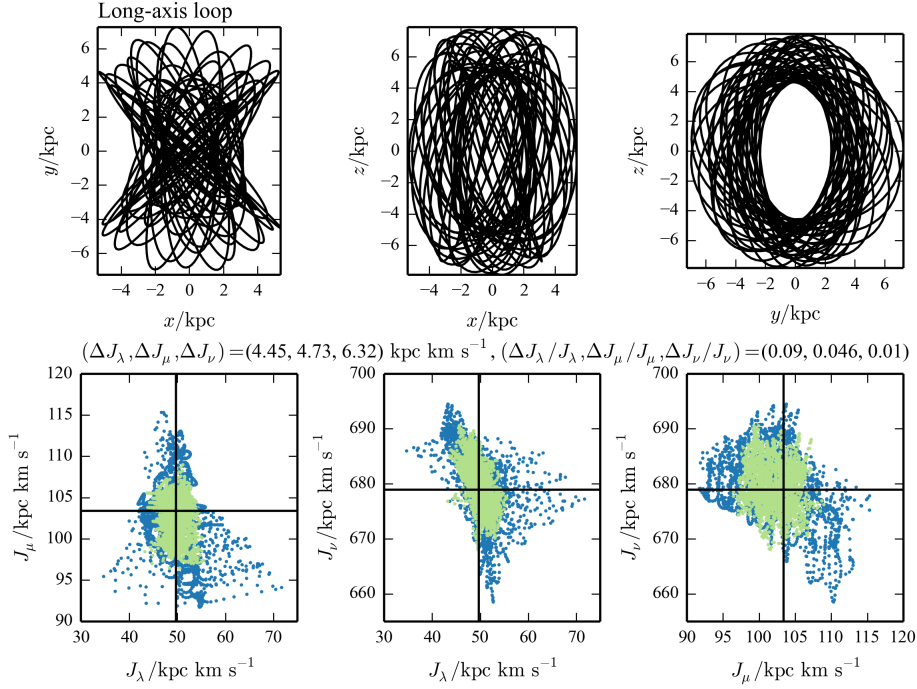 Long-axis loop
6
4
2
0
−2
−4
−6
y/kpc
−4 −2 0 2 4
x/kpc
6
4
2
0
−2
−4
−6
z/kpc
−4 −2 0 2 4
x/kpc
6
4
2
0
−2
−4
−6
z/kpc
−6 −4 −2 0 2 4 6
y/kpc
(ΔJ_λ, ΔJ_μ, ΔJ_ν) = (4.45, 4.73, 6.32) kpc km s⁻¹, (ΔJ_λ/J_λ, ΔJ_μ/J_μ, ΔJ_ν/J_ν) = (0.09, 0.046, 0.01)
120
115
110
105
100
95
90
J_μ/kpc km s⁻¹
30 40 50 60 70
J_λ/kpc km s⁻¹
700
690
680
670
660
J_ν/kpc km s⁻¹
30 40 50 60 70
J_λ/kpc km s⁻¹
700
690
680
670
660
J_ν/kpc km s⁻¹
90 95 100 105 110 115 120
J_μ/kpc km s⁻¹